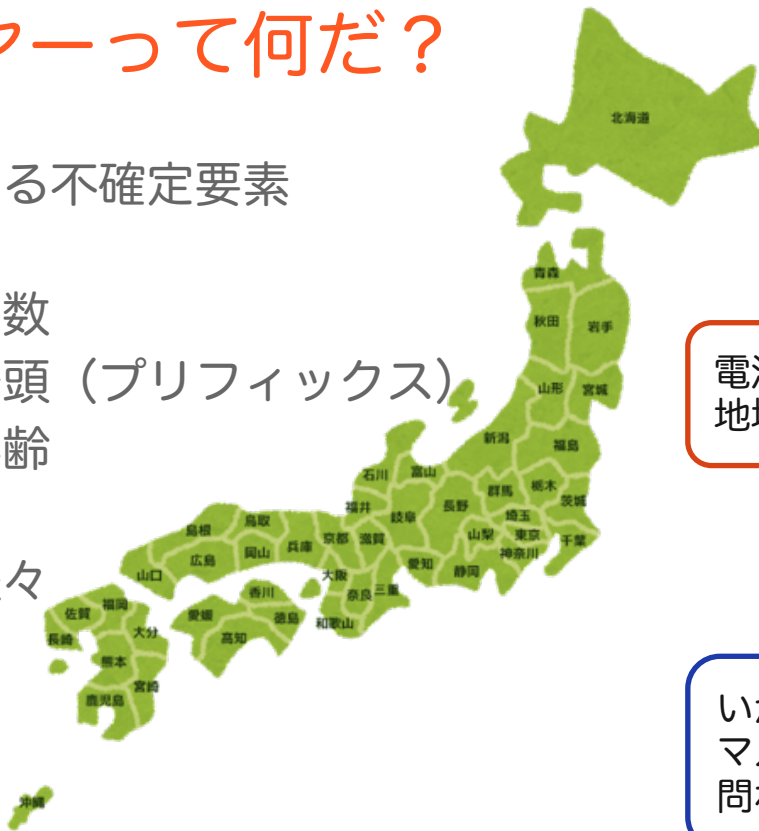 ァーって何だ？
る不確定要素
数
頭（プリフィックス）
齢
々
北海道
青森
秋田
岩手
山形
宮城
新潟
福島
石川
富山
栃木
群馬
茨城
福井
岐阜
長野
埼玉
山梨
東京
千葉
神奈川
島根
鳥取
京都
滋賀
兵庫
岡山
広島
愛知
静岡
山口
大阪
奈良
三重
香川
和歌山
愛媛
徳島
高知
福岡
佐賀
大分
長崎
熊本
宮崎
鹿児島
沖縄
電
地
い
マ
問